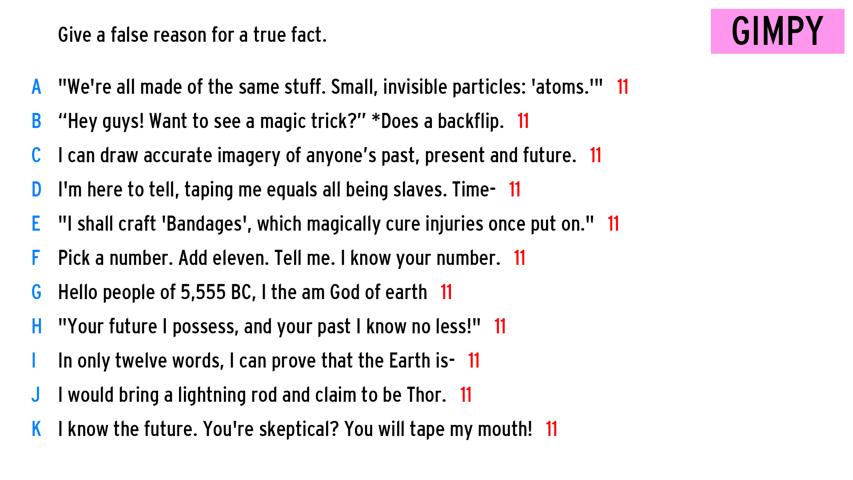 Give a false reason for a true fact.
GIMPY
A "We're all made of the same stuff. Small, invisible particles: 'atoms.'" 11
B “Hey guys! Want to see a magic trick?” *Does a backflip. 11
C I can draw accurate imagery of anyone’s past, present and future. 11
D I'm here to tell, taping me equals all being slaves. Time- 11
E "I shall craft 'Bandages', which magically cure injuries once put on." 11
F Pick a number. Add eleven. Tell me. I know your number. 11
G Hello people of 5,555 BC, I the am God of earth 11
H "Your future I possess, and your past I know no less!" 11
I In only twelve words, I can prove that the Earth is- 11
J I would bring a lightning rod and claim to be Thor. 11
K I know the future. You're skeptical? You will tape my mouth! 11